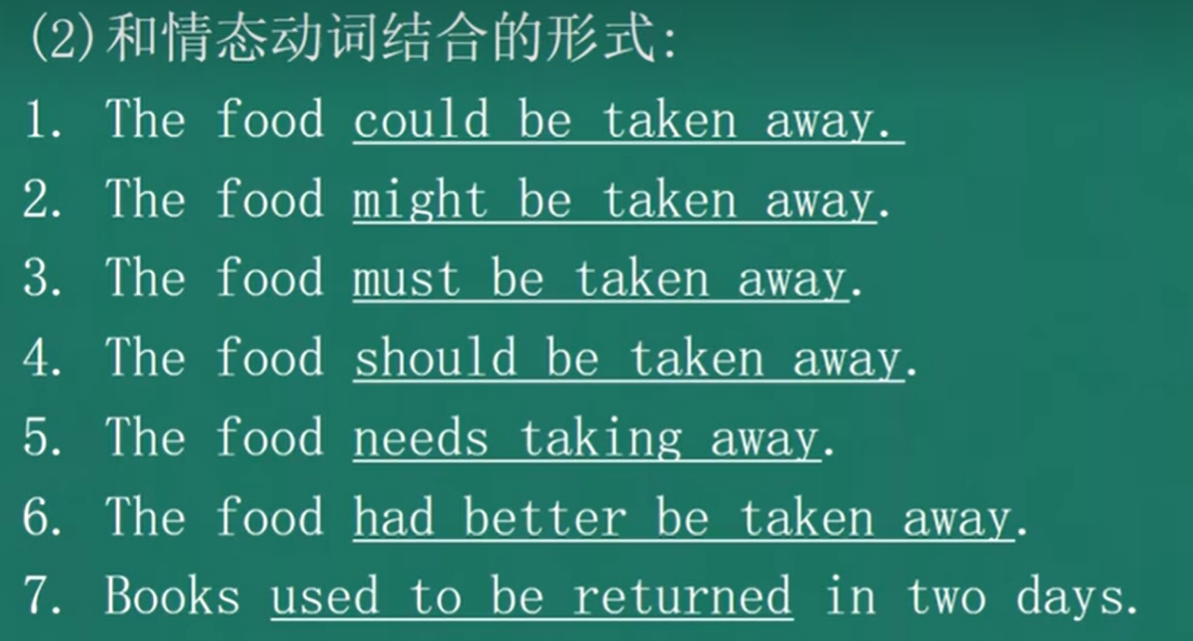 (2)和情态动词结合的形式:
1. The food could be taken away.
2. The food might be taken away.
3. The food must be taken away.
4. The food should be taken away.
5. The food needs taking away.
6. The food had better be taken away.
7. Books used to be returned in two days.